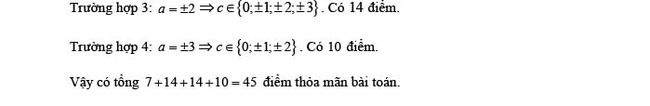 Trường hợp 3: a = ±2 ⇒ c ∈ {0;±1;±2;±3}. Có 14 điểm.
Trường hợp 4: a = ±3 ⇒ c ∈ {0;±1;±2}. Có 10 điểm.
Vậy có tổng 7+14+14+10 = 45 điểm thỏa mãn bài toán.